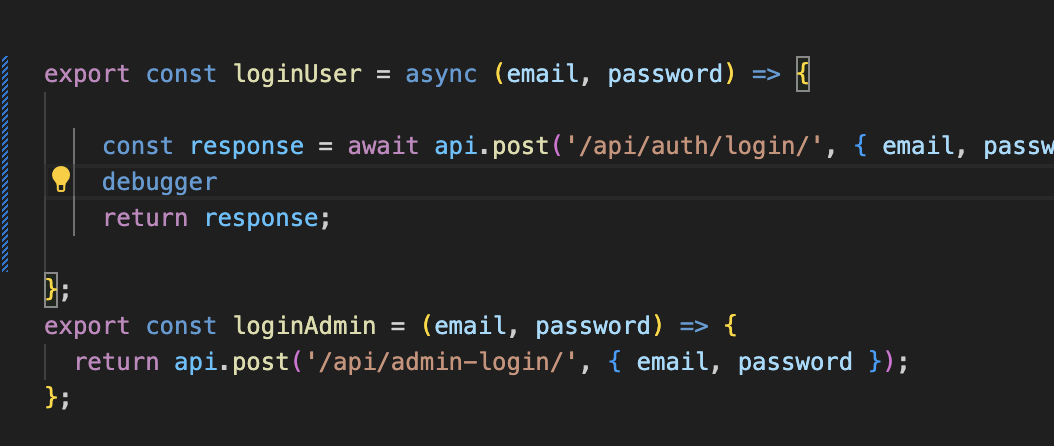 export const loginUser = async (email, password) => {
const response = await api.post('/api/auth/login/', { email, passw
debugger
return response;
};
export const loginAdmin = (email, password) => {
return api.post('/api/admin-login/', { email, password });
};